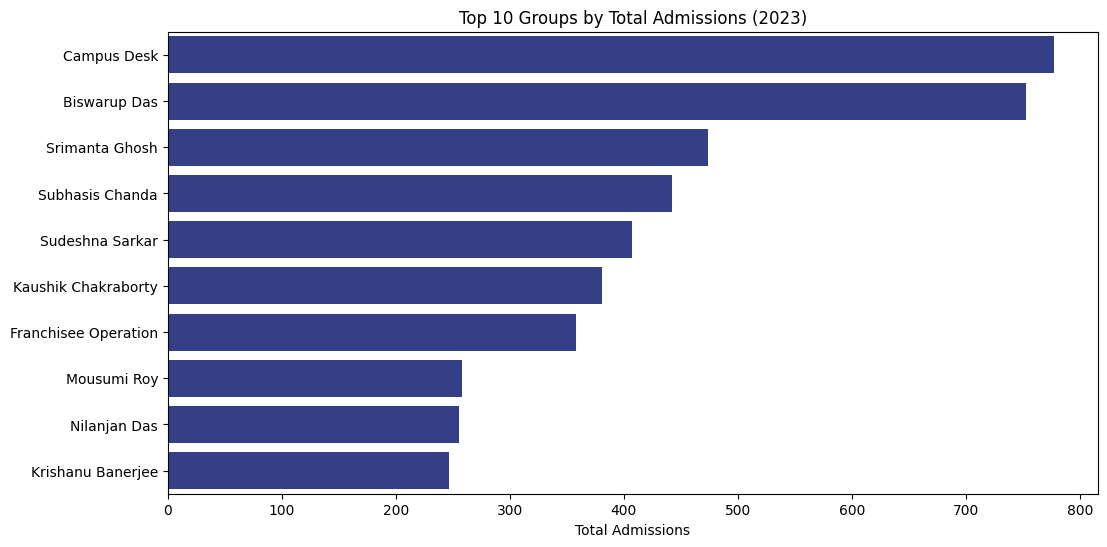 Top 10 Groups by Total Admissions (2023)
Campus Desk
Biswarup Das
Srimanta Ghosh
Subhasis Chanda
Sudeshna Sarkar
Kaushik Chakraborty
Franchisee Operation
Mousumi Roy
Nilanjan Das
Krishanu Banerjee
0 100 200 300 400 500 600 700 800
Total Admissions